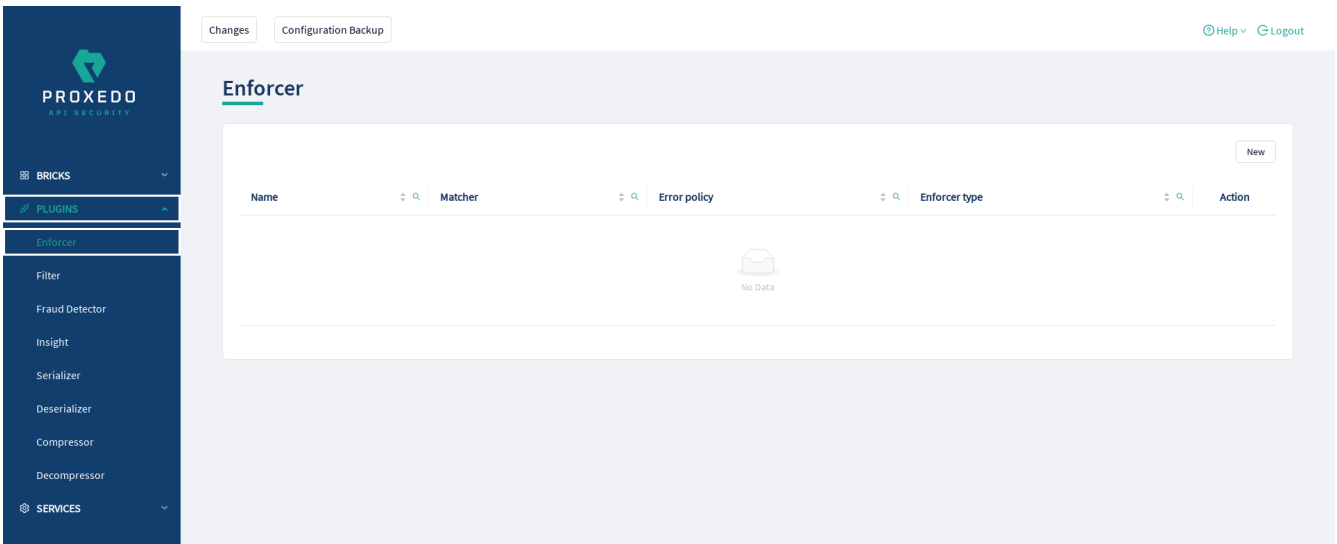 Changes Configuration Backup Help Logout
PROXEDO
API SECURITY
Enforcer
New
BRICKS
PLUGINS
Enforcer
Filter
Fraud Detector
Insight
Serializer
Deserializer
Compressor
Decompressor
SERVICES
Name Matcher Error policy Enforcer type Action
No Data